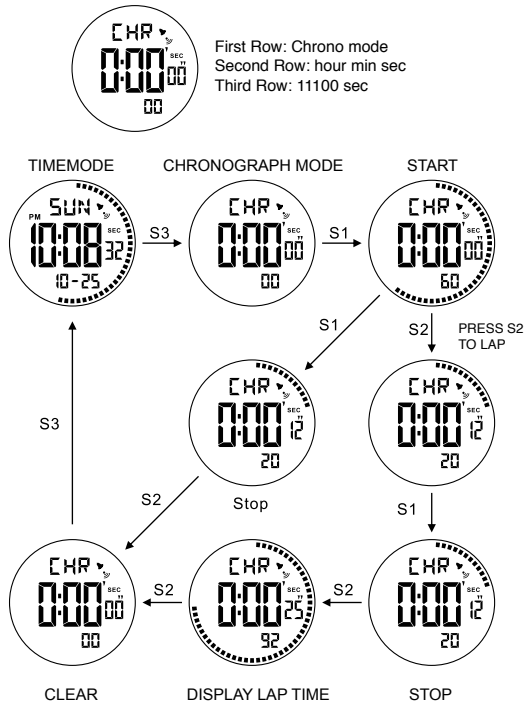 CHR
0:00 00 SEC
00
First Row: Chrono mode
Second Row: hour min sec
Third Row: 11100 sec
TIMEMODE
CHRONOGRAPH MODE
START
SUN
PM 10:08 32 SEC
10-25
S3
CHR
0:00 00 SEC
00
S1
CHR
0:00 00 SEC
60
S1
S2
PRESS S2
TO LAP
CHR
0:00 12 SEC
20
Stop
CHR
0:00 12 SEC
20
S3
S2
S1
CHR
0:00 00 SEC
00
CLEAR
S2
CHR
0:00 25 SEC
92
DISPLAY LAP TIME
S2
CHR
0:00 12 SEC
20
STOP